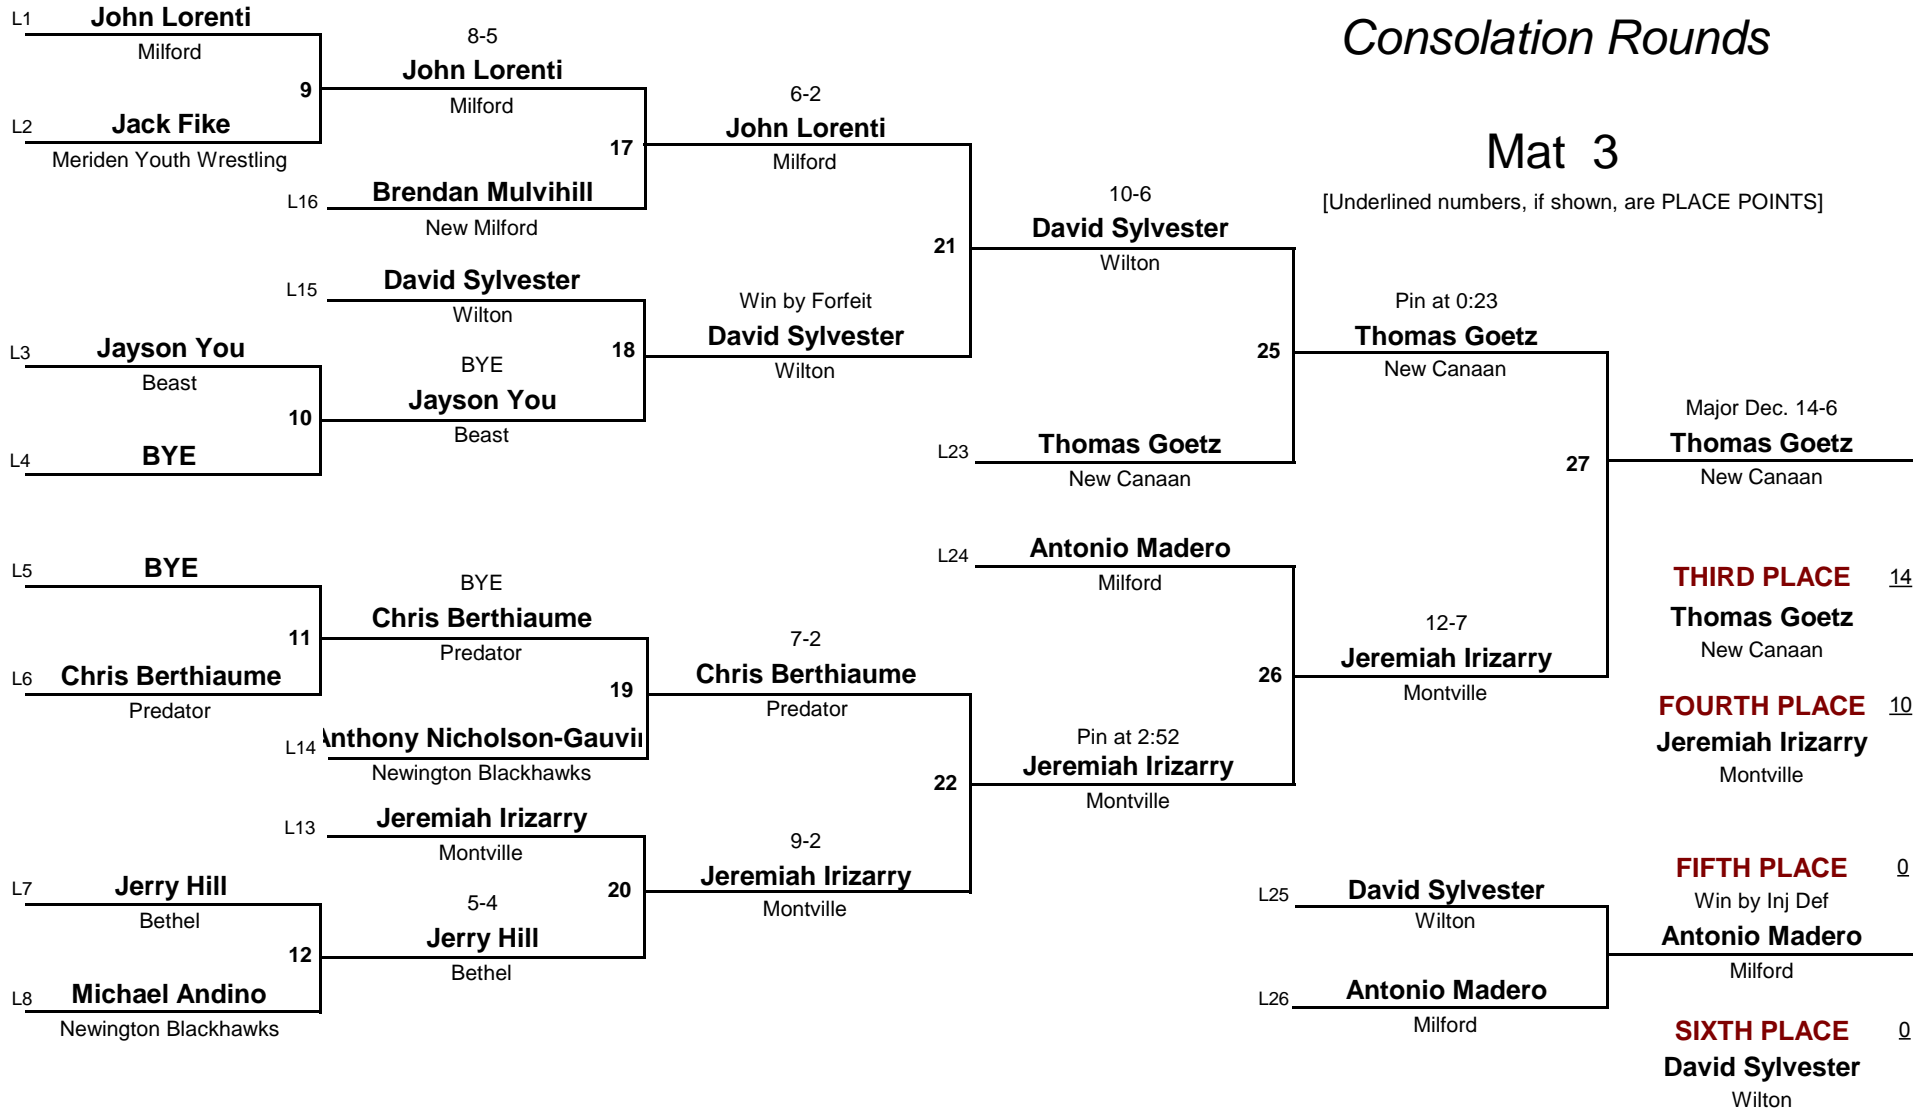 Consolation Rounds
Mat 3
[Underlined numbers, if shown, are PLACE POINTS]
L1 John Lorenti
Milford
9
L2 Jack Fike
Meriden Youth Wrestling
L3 Jayson You
Beast
10
L4 BYE
L5 BYE
11
L6 Chris Berthiaume
Predator
L7 Jerry Hill
Bethel
12
L8 Michael Andino
Newington Blackhawks
8-5
John Lorenti
Milford
17
L16 Brendan Mulvihill
New Milford
L15 David Sylvester
Wilton
18
BYE
Jayson You
Beast
BYE
Chris Berthiaume
Predator
19
L14 Anthony Nicholson-Gauvin
Newington Blackhawks
L13 Jeremiah Irizarry
Montville
20
5-4
Jerry Hill
Bethel
6-2
John Lorenti
Milford
21
Win by Forfeit
David Sylvester
Wilton
7-2
Chris Berthiaume
Predator
22
9-2
Jeremiah Irizarry
Montville
10-6
David Sylvester
Wilton
25
L23 Thomas Goetz
New Canaan
L24 Antonio Madero
Milford
26
Pin at 2:52
Jeremiah Irizarry
Montville
Pin at 0:23
Thomas Goetz
New Canaan
27
12-7
Jeremiah Irizarry
Montville
Major Dec. 14-6
Thomas Goetz
New Canaan
THIRD PLACE 14
Thomas Goetz
New Canaan
FOURTH PLACE 10
Jeremiah Irizarry
Montville
L25 David Sylvester
Wilton
L26 Antonio Madero
Milford
FIFTH PLACE 0
Win by Inj Def
Antonio Madero
Milford
SIXTH PLACE 0
David Sylvester
Wilton